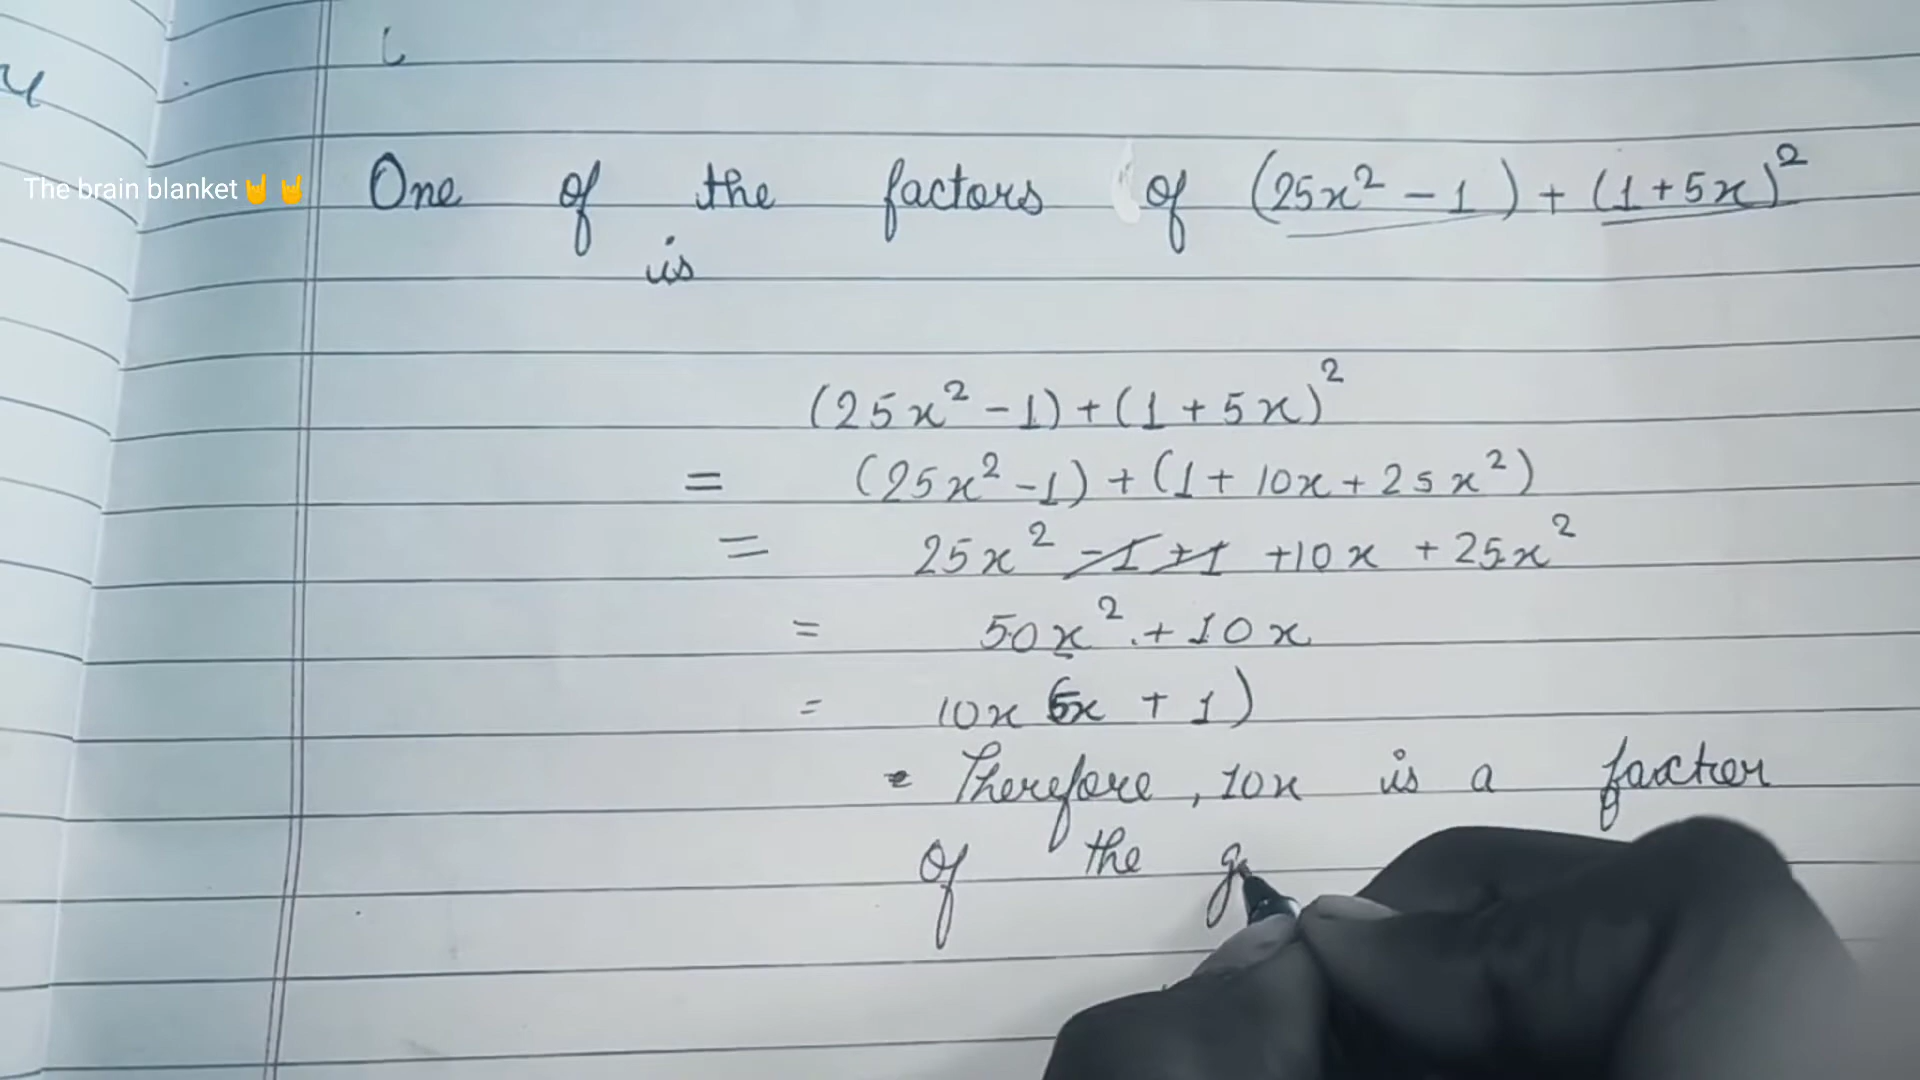 The brain blanket🤘🤘
One of the factors of (25x² - 1) + (1+5x)²
is
(25x² - 1) + (1 + 5x)²
= (25x² - 1) + (1 + 10x + 25x²)
= 25x² - 1 + 1 + 10x + 25x²
= 50x² + 10x
= 10x (5x + 1)
Therefore, 10x is a factor
of the